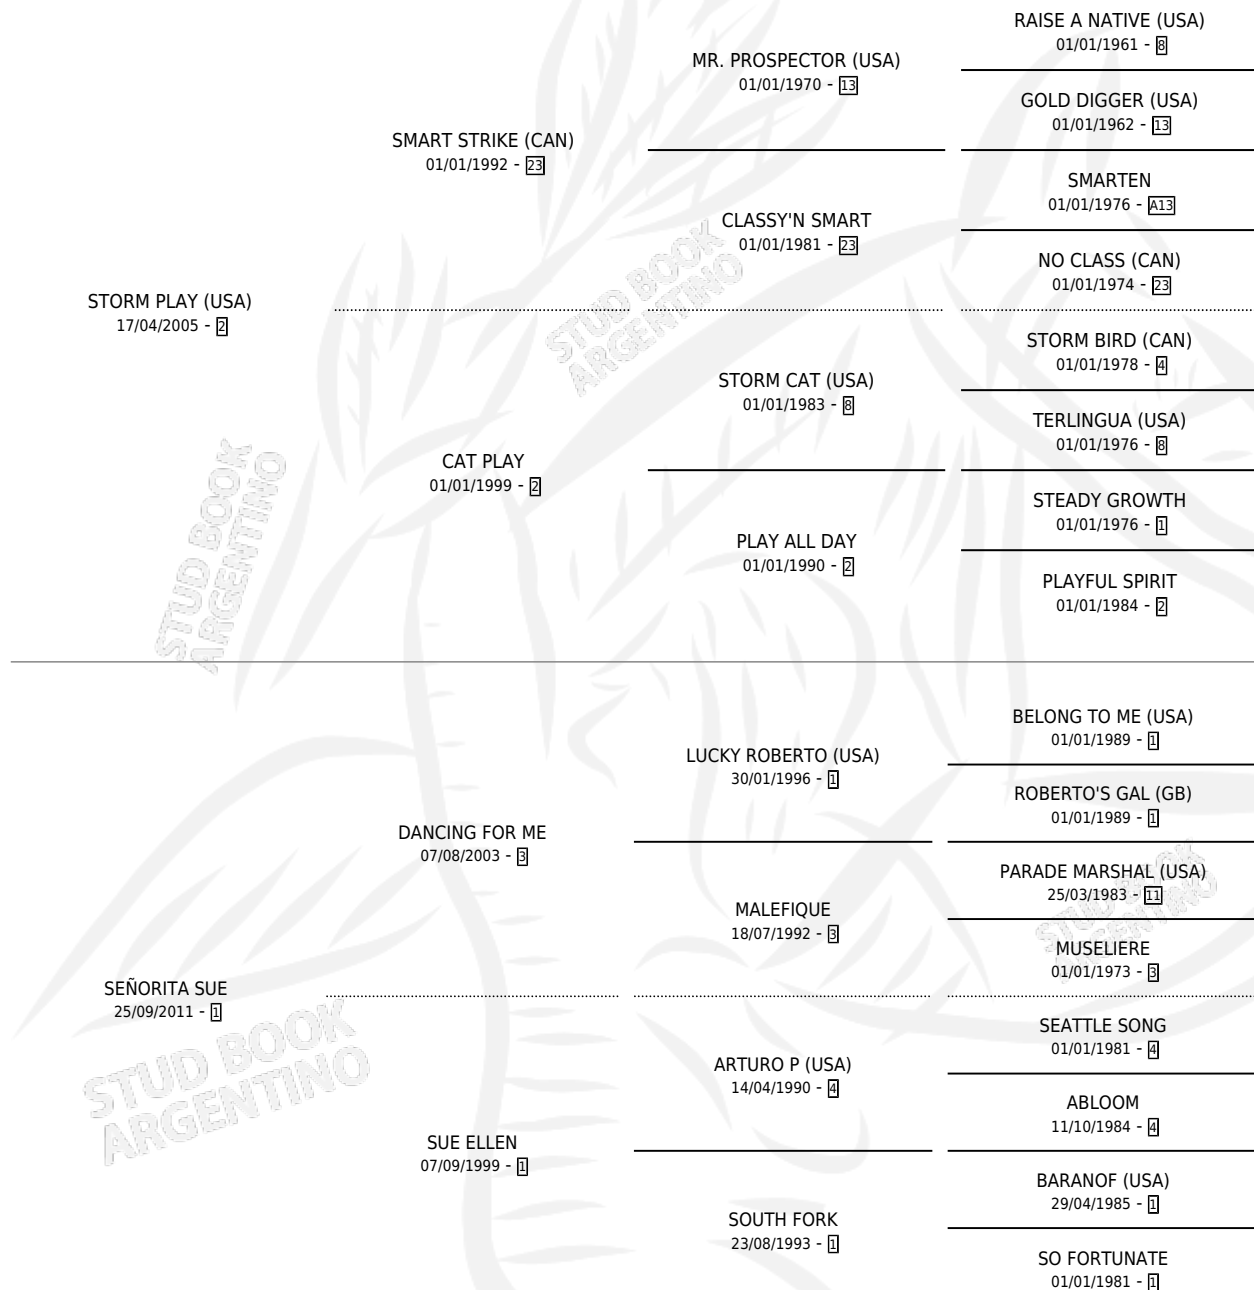 RAISE A NATIVE (USA)
01/01/1961 - 8
MR. PROSPECTOR (USA)
01/01/1970 - 13
GOLD DIGGER (USA)
01/01/1962 - 13
SMART STRIKE (CAN)
01/01/1992 - 23
SMARTEN
01/01/1976 - A13
CLASSY'N SMART
01/01/1981 - 23
NO CLASS (CAN)
01/01/1974 - 23
STORM PLAY (USA)
17/04/2005 - 2
STORM BIRD (CAN)
01/01/1978 - 4
STORM CAT (USA)
01/01/1983 - 8
TERLINGUA (USA)
01/01/1976 - 8
CAT PLAY
01/01/1999 - 2
STEADY GROWTH
01/01/1976 - 1
PLAY ALL DAY
01/01/1990 - 2
PLAYFUL SPIRIT
01/01/1984 - 2
BELONG TO ME (USA)
01/01/1989 - 1
LUCKY ROBERTO (USA)
30/01/1996 - 1
ROBERTO'S GAL (GB)
01/01/1989 - 1
DANCING FOR ME
07/08/2003 - 3
PARADE MARSHAL (USA)
25/03/1983 - 11
MALEFIQUE
18/07/1992 - 3
MUSELIERE
01/01/1973 - 3
SEÑORITA SUE
25/09/2011 - 1
SEATTLE SONG
01/01/1981 - 4
ARTURO P (USA)
14/04/1990 - 4
ABLOOM
11/10/1984 - 4
SUE ELLEN
07/09/1999 - 1
BARANOF (USA)
29/04/1985 - 1
SOUTH FORK
23/08/1993 - 1
SO FORTUNATE
01/01/1981 - 1
STUD BOOK
ARGENTINO
STUD BOOK
ARGENTINO
STUD BOOK
ARGENTINO
STUD BOOK
ARGENTINO